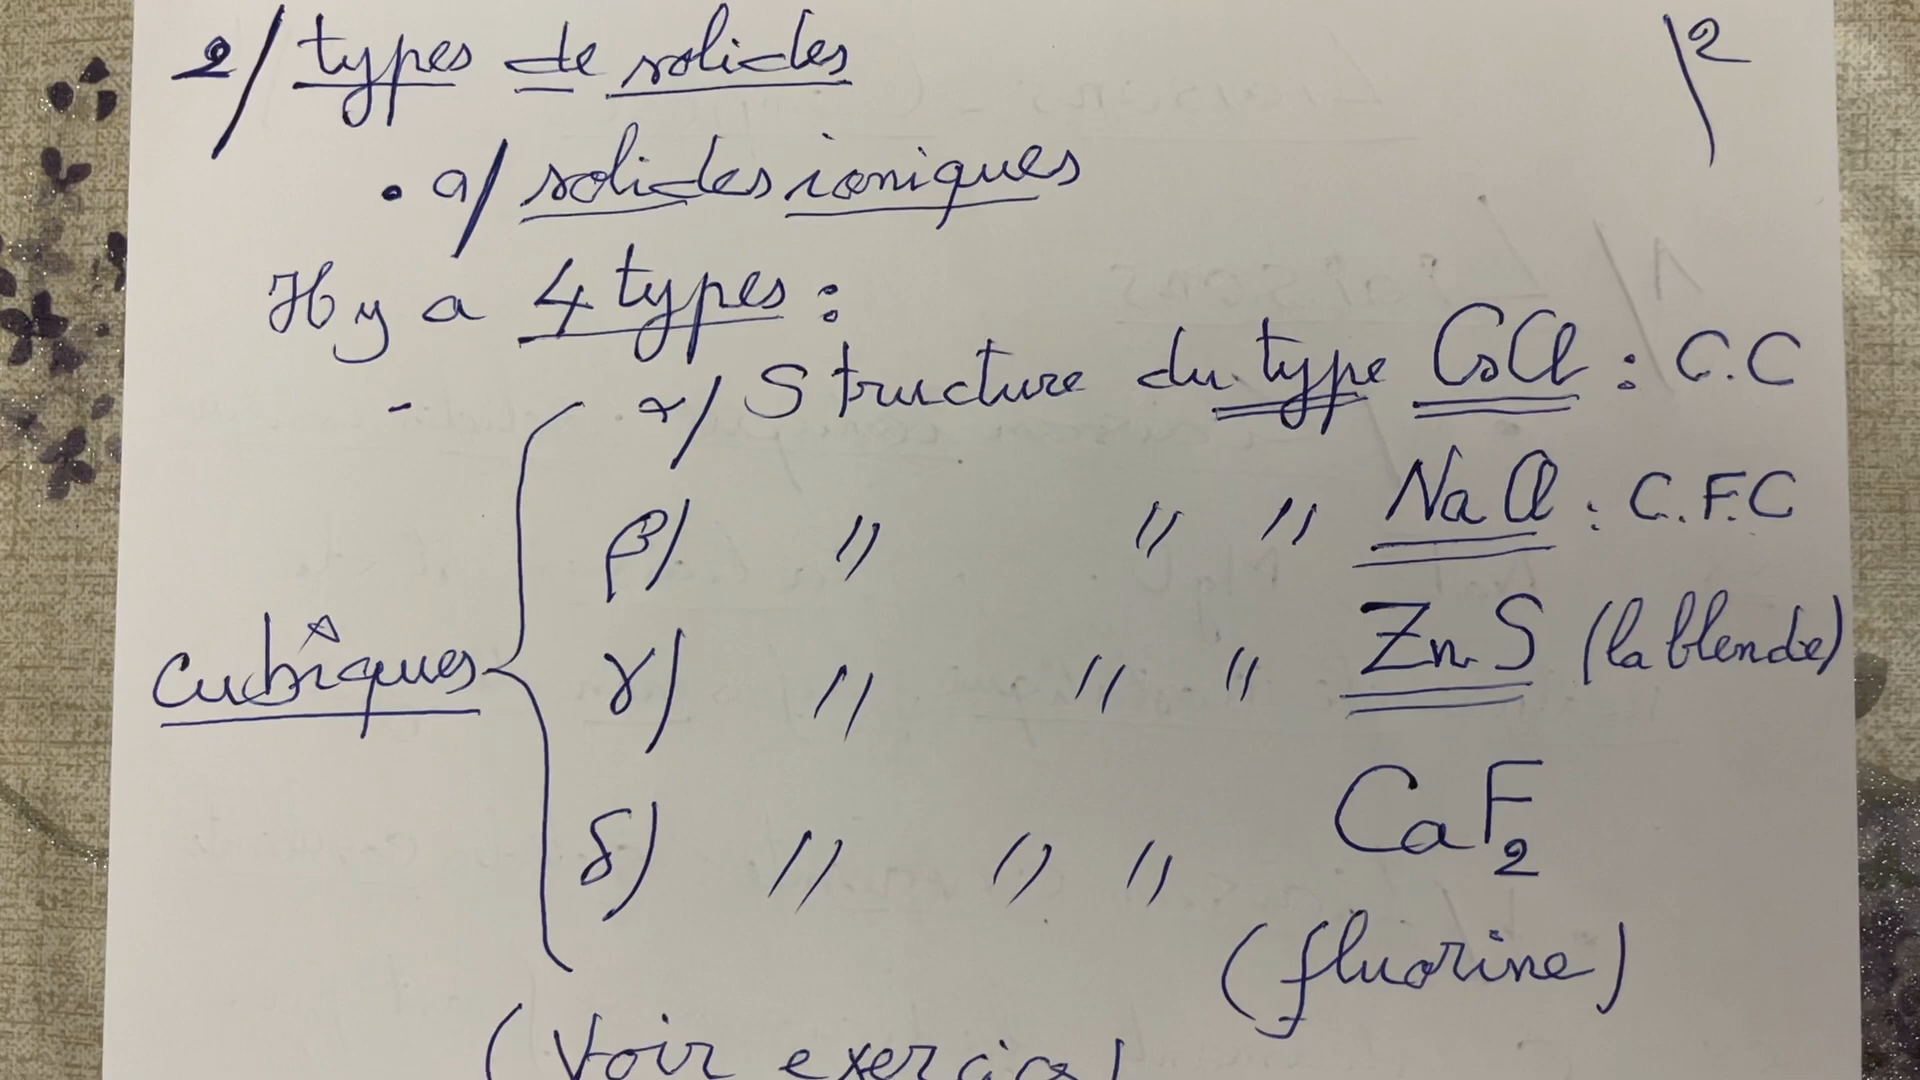 2/ types de solides
/2
• a/ solides ioniques
Il y a 4 types :
- α/ Structure du type CsCl : C.C
β/ " " " NaCl : C.F.C
cubiques
γ/ " " " ZnS (la blende)
δ/ " " " CaF2
(fluorine)
(Voir exercice)